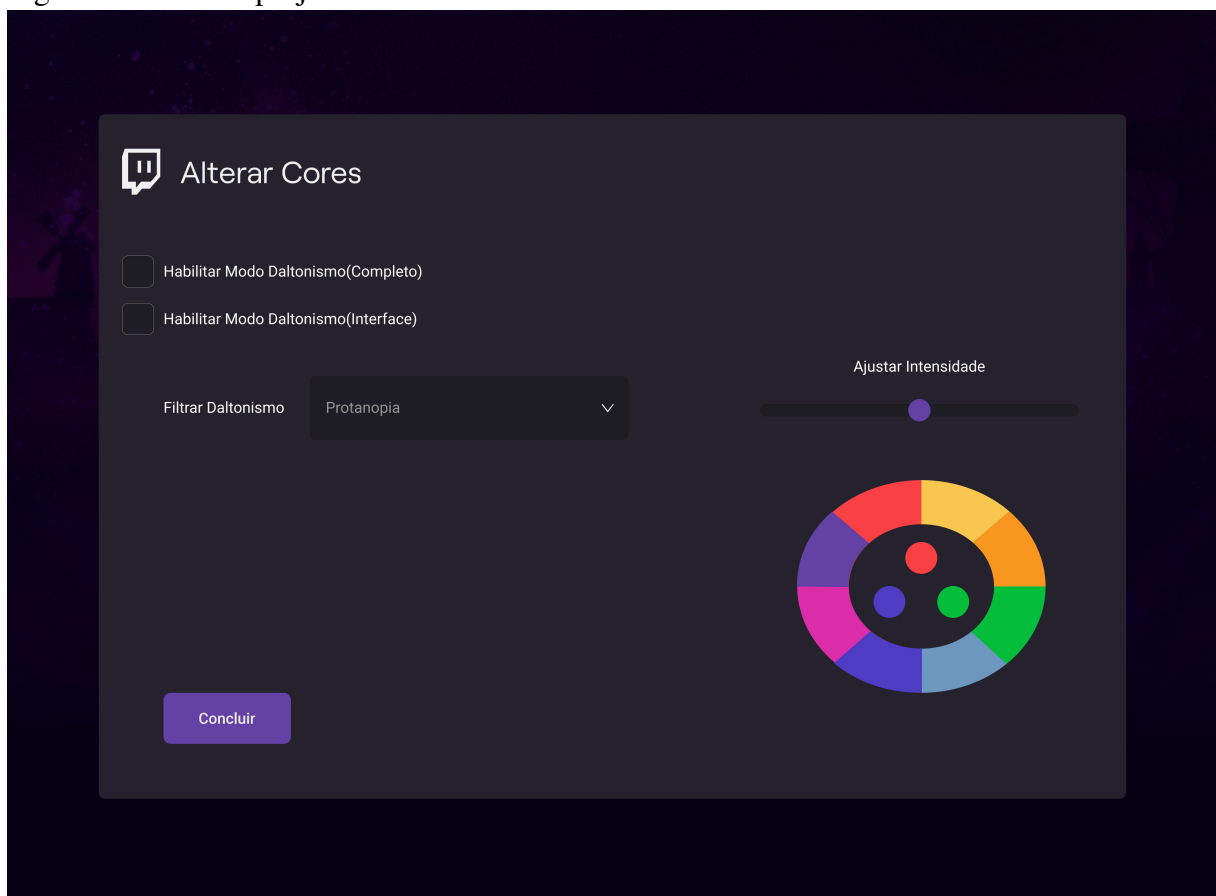 Alterar Cores
Habilitar Modo Daltonismo(Completo)
Habilitar Modo Daltonismo(Interface)
Ajustar Intensidade
Filtrar Daltonismo
Protanopia
Concluir